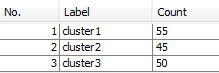 No. Label Count
1 cluster1 55
2 cluster2 45
3 cluster3 50